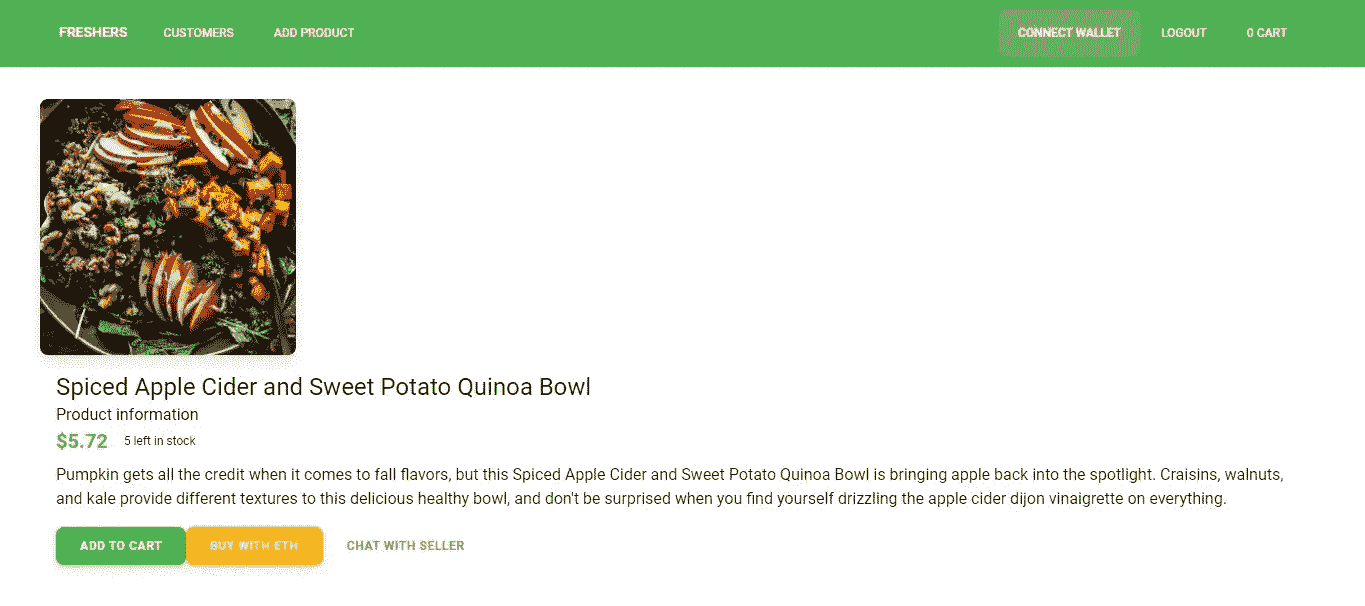 FRESHERS CUSTOMERS ADD PRODUCT CONNECT WALLET LOGOUT 0 CART
Spiced Apple Cider and Sweet Potato Quinoa Bowl
Product information
$5.72 5 left in stock
Pumpkin gets all the credit when it comes to fall flavors, but this Spiced Apple Cider and Sweet Potato Quinoa Bowl is bringing apple back into the spotlight. Craisins, walnuts,
and kale provide different textures to this delicious healthy bowl, and don't be surprised when you find yourself drizzling the apple cider dijon vinaigrette on everything.
ADD TO CART BUY WITH ETH CHAT WITH SELLER